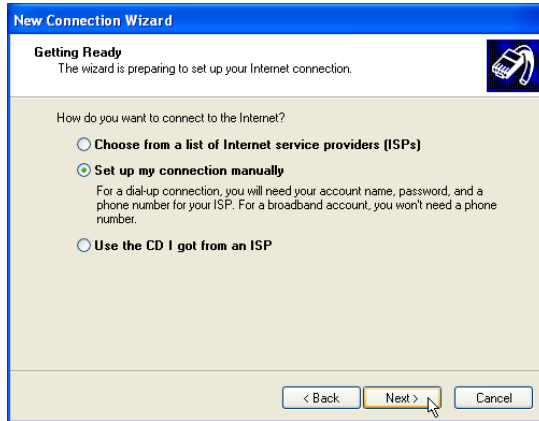 New Connection Wizard
Getting Ready
The wizard is preparing to set up your Internet connection.
How do you want to connect to the Internet?
Choose from a list of Internet service providers (ISPs)
Set up my connection manually
For a dial-up connection, you will need your account name, password, and a
phone number for your ISP. For a broadband account, you won't need a phone
number.
Use the CD I got from an ISP
< Back Next > Cancel